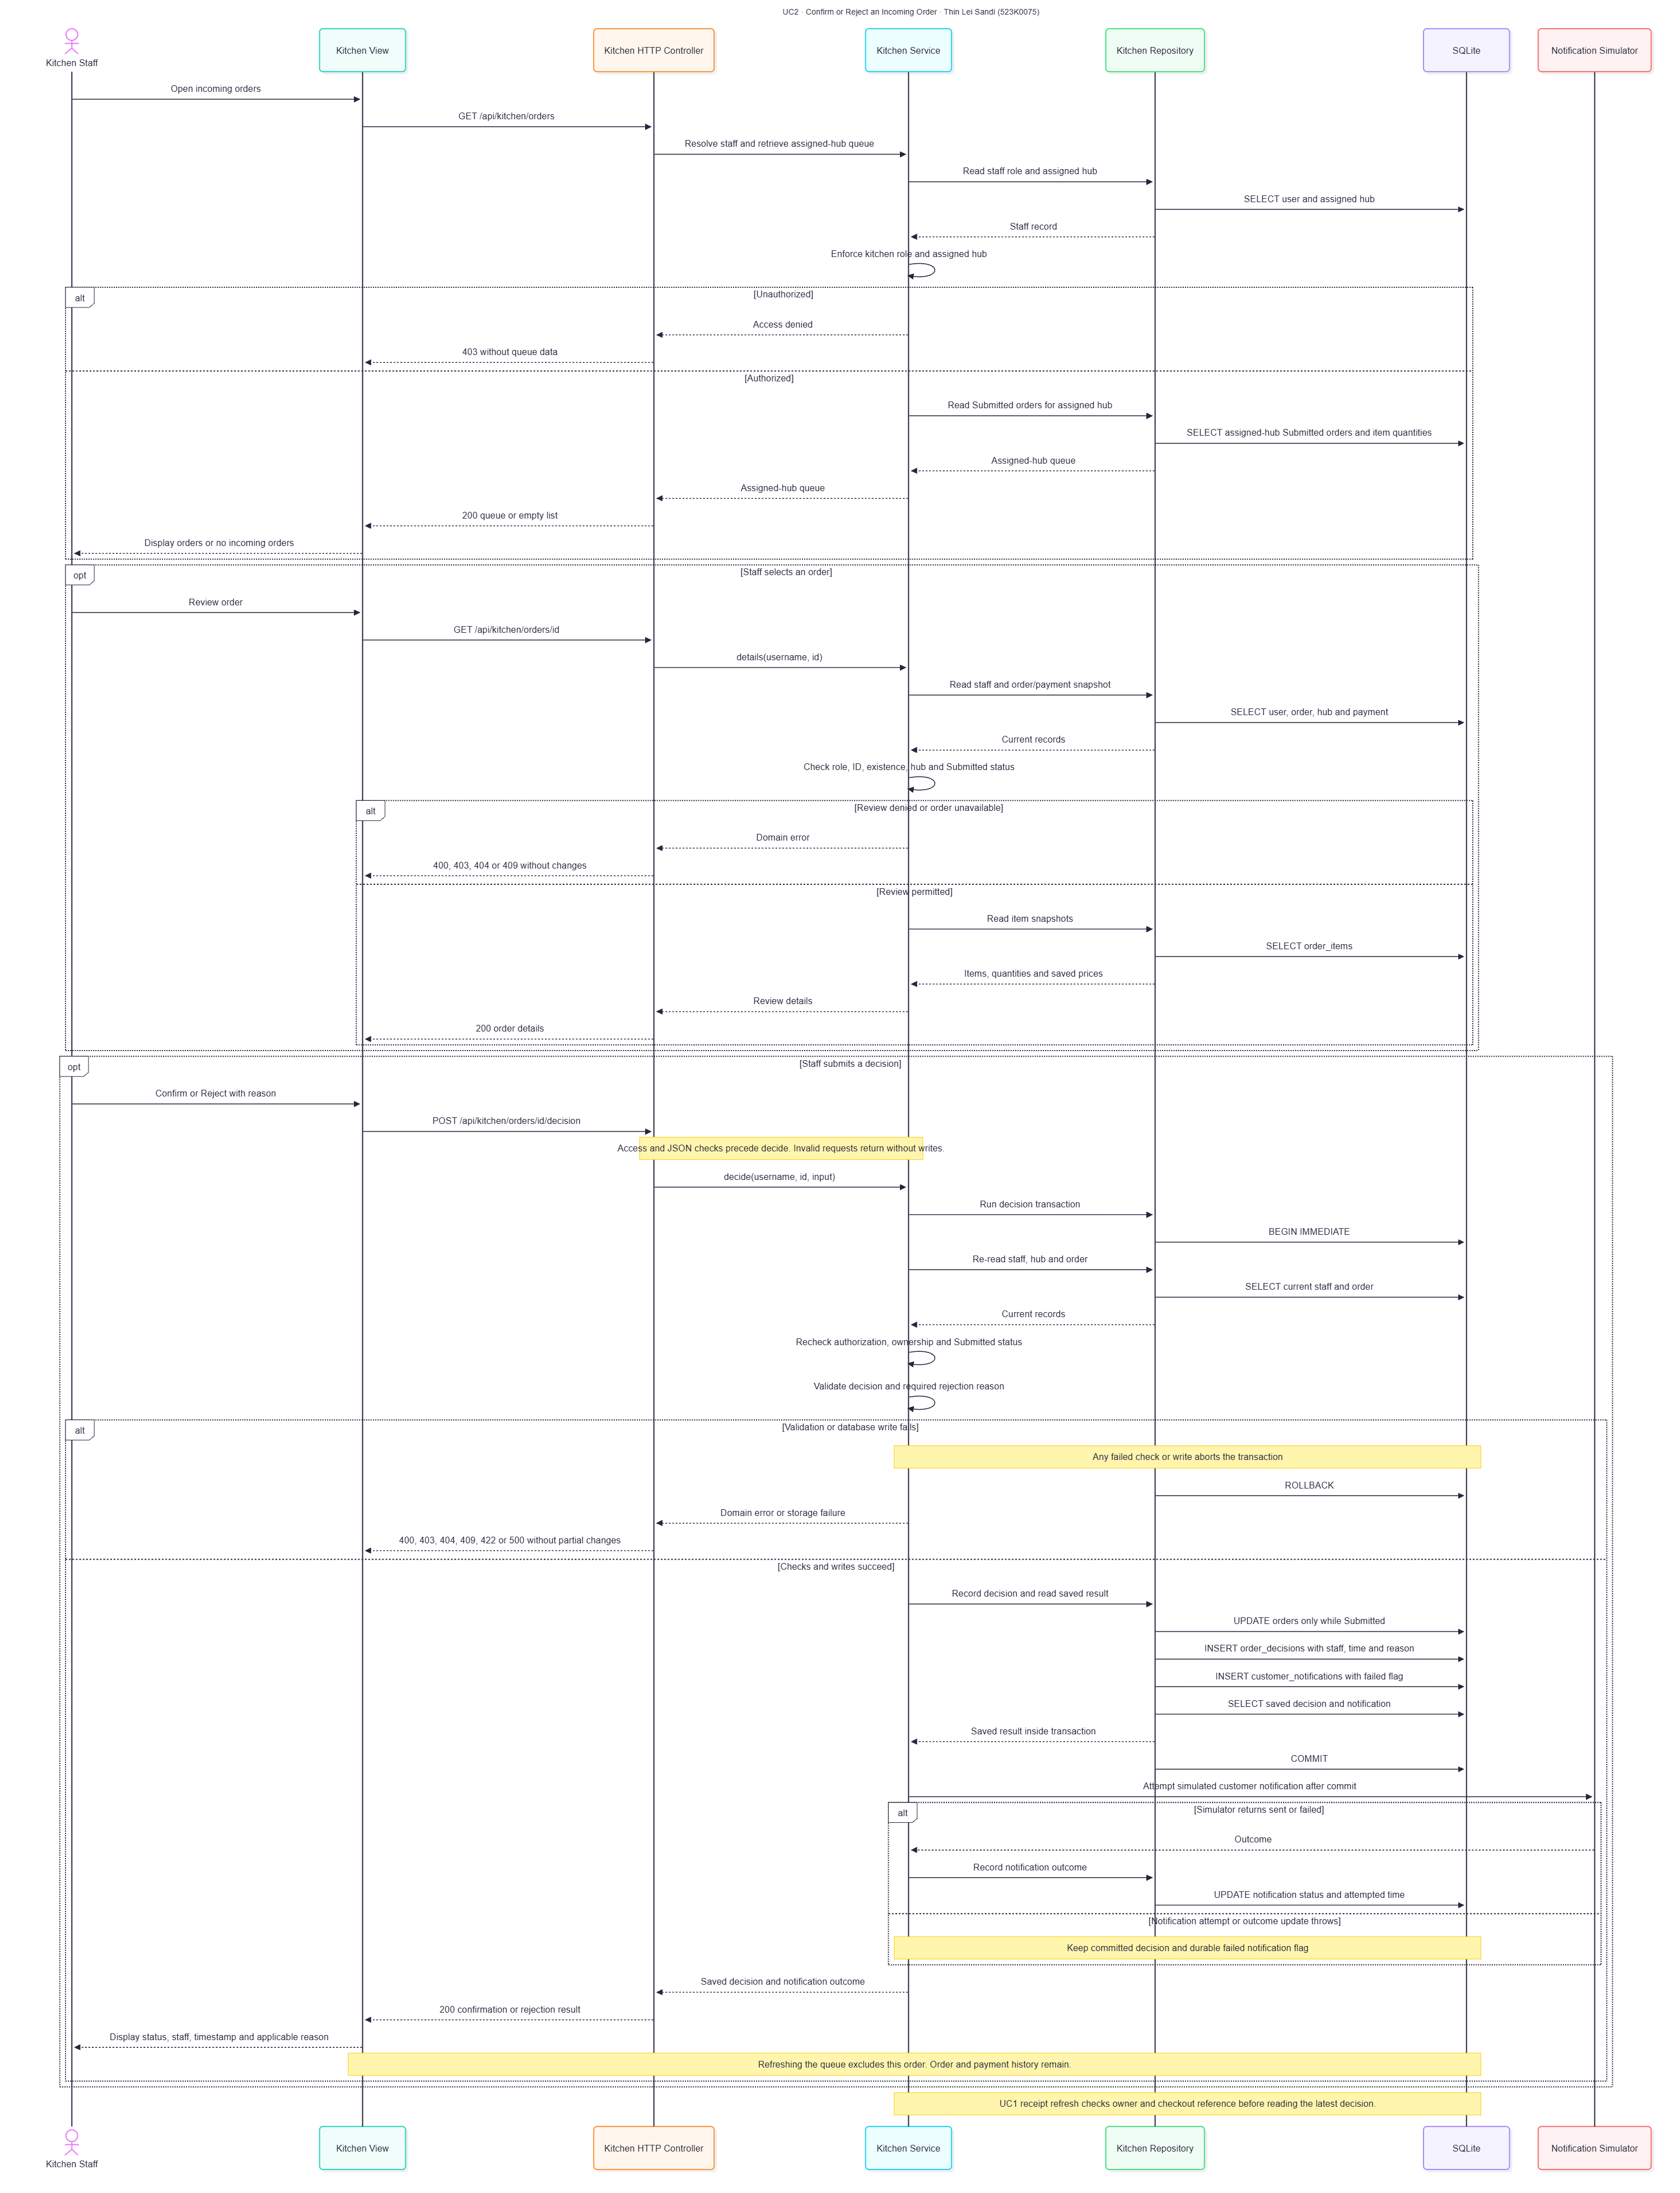 UC2 · Confirm or Reject an Incoming Order · Thin Lei Sandi (523K0075)
Kitchen Staff
Kitchen View
Kitchen HTTP Controller
Kitchen Service
Kitchen Repository
SQLite
Notification Simulator
Open incoming orders
GET /api/kitchen/orders
Resolve staff and retrieve assigned-hub queue
Read staff role and assigned hub
SELECT user and assigned hub
Staff record
Enforce kitchen role and assigned hub
alt
[Unauthorized]
Access denied
403 without queue data
[Authorized]
Read Submitted orders for assigned hub
SELECT assigned-hub Submitted orders and item quantities
Assigned-hub queue
Assigned-hub queue
200 queue or empty list
Display orders or no incoming orders
opt
[Staff selects an order]
Review order
GET /api/kitchen/orders/id
details(username, id)
Read staff and order/payment snapshot
SELECT user, order, hub and payment
Current records
Check role, ID, existence, hub and Submitted status
alt
[Review denied or order unavailable]
Domain error
400, 403, 404 or 409 without changes
[Review permitted]
Read item snapshots
SELECT order_items
Items, quantities and saved prices
Review details
200 order details
opt
[Staff submits a decision]
Confirm or Reject with reason
POST /api/kitchen/orders/id/decision
Access and JSON checks precede decide. Invalid requests return without writes.
decide(username, id, input)
Run decision transaction
BEGIN IMMEDIATE
Re-read staff, hub and order
SELECT current staff and order
Current records
Recheck authorization, ownership and Submitted status
Validate decision and required rejection reason
alt
[Validation or database write fails]
Any failed check or write aborts the transaction
ROLLBACK
Domain error or storage failure
400, 403, 404, 409, 422 or 500 without partial changes
[Checks and writes succeed]
Record decision and read saved result
UPDATE orders only while Submitted
INSERT order_decisions with staff, time and reason
INSERT customer_notifications with failed flag
SELECT saved decision and notification
Saved result inside transaction
COMMIT
Attempt simulated customer notification after commit
alt
[Simulator returns sent or failed]
Outcome
Record notification outcome
UPDATE notification status and attempted time
[Notification attempt or outcome update throws]
Keep committed decision and durable failed notification flag
Saved decision and notification outcome
200 confirmation or rejection result
Display status, staff, timestamp and applicable reason
Refreshing the queue excludes this order. Order and payment history remain.
UC1 receipt refresh checks owner and checkout reference before reading the latest decision.
Kitchen Staff
Kitchen View
Kitchen HTTP Controller
Kitchen Service
Kitchen Repository
SQLite
Notification Simulator